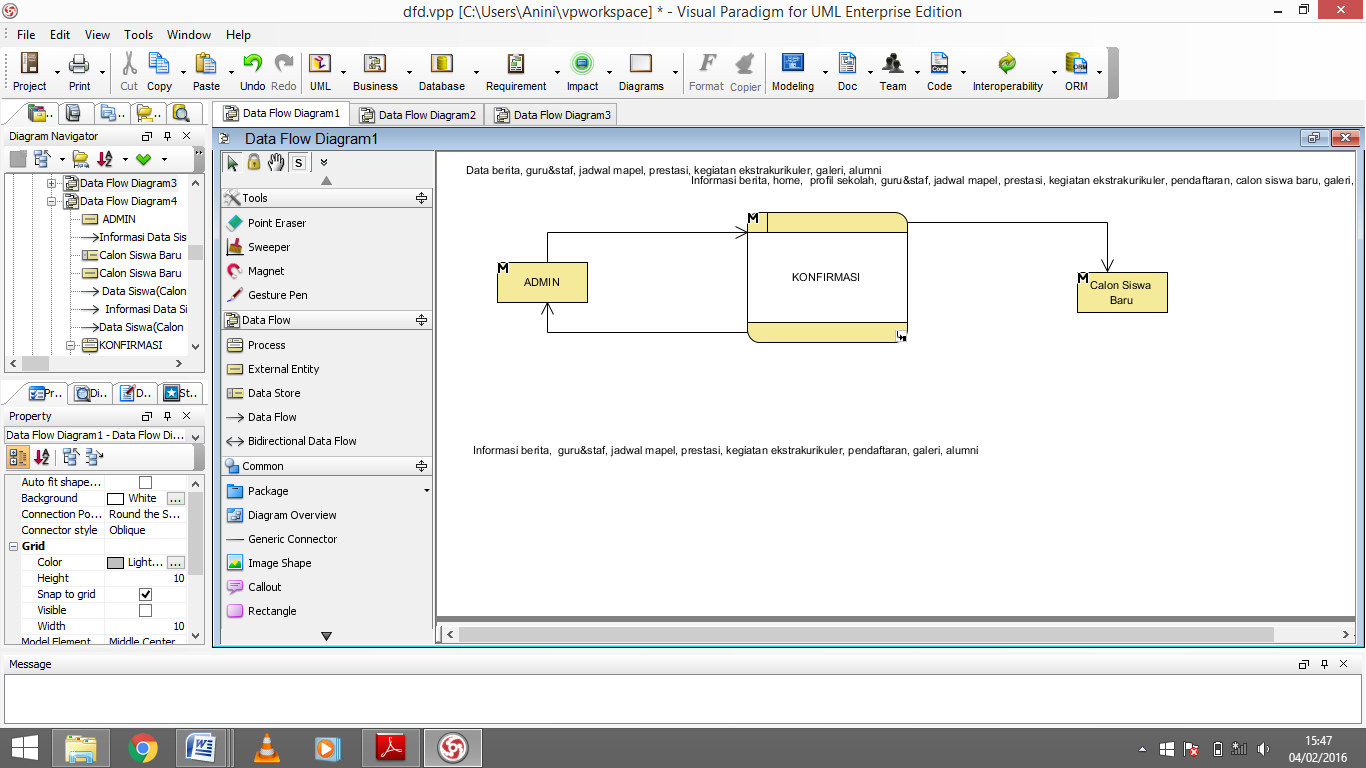 dfd.vpp [C:\Users\Anini\vpworkspace] * - Visual Paradigm for UML Enterprise Edition
File Edit View Tools Window Help
Project Print Cut Copy Paste Undo Redo UML Business Database Requirement Impact Diagrams Format Copier Modeling Doc Team Code Interoperability ORM
Data Flow Diagram1 Data Flow Diagram2 Data Flow Diagram3
Diagram Navigator
Data Flow Diagram1
Data Flow Diagram3
Data Flow Diagram4
ADMIN
Informasi Data Sis
Calon Siswa Baru
Calon Siswa Baru
Data Siswa(Calon
Informasi Data Si
Data Siswa(Calon
KONFIRMASI
Pr.. Di.. D.. St..
Property
Data Flow Diagram1 - Data Flow Di...
Auto fit shape...
Background White ...
Connection Po... Round the S...
Connector style Oblique
Grid
Color Light... ...
Height 10
Snap to grid
Visible
Width 10
Model Element Middle Center
S
Tools
Point Eraser
Sweeper
Magnet
Gesture Pen
Data Flow
Process
External Entity
Data Store
Data Flow
Bidirectional Data Flow
Common
Package
Diagram Overview
Generic Connector
Image Shape
Callout
Rectangle
Data berita, guru&staf, jadwal mapel, prestasi, kegiatan ekstrakurikuler, galeri, alumni
Informasi berita, home, profil sekolah, guru&staf, jadwal mapel, prestasi, kegiatan ekstrakurikuler, pendaftaran, calon siswa baru, galeri,
M
M
ADMIN
KONFIRMASI
M
Calon Siswa
Baru
Informasi berita, guru&staf, jadwal mapel, prestasi, kegiatan ekstrakurikuler, pendaftaran, galeri, alumni
Message
15:47
04/02/2016